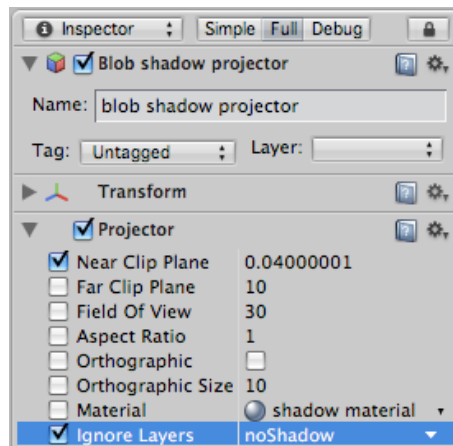 Inspector Simple Full Debug
Blob shadow projector
Name: blob shadow projector
Tag: Untagged Layer:
Transform
Projector
Near Clip Plane 0.04000001
Far Clip Plane 10
Field Of View 30
Aspect Ratio 1
Orthographic
Orthographic Size 10
Material shadow material
Ignore Layers noShadow